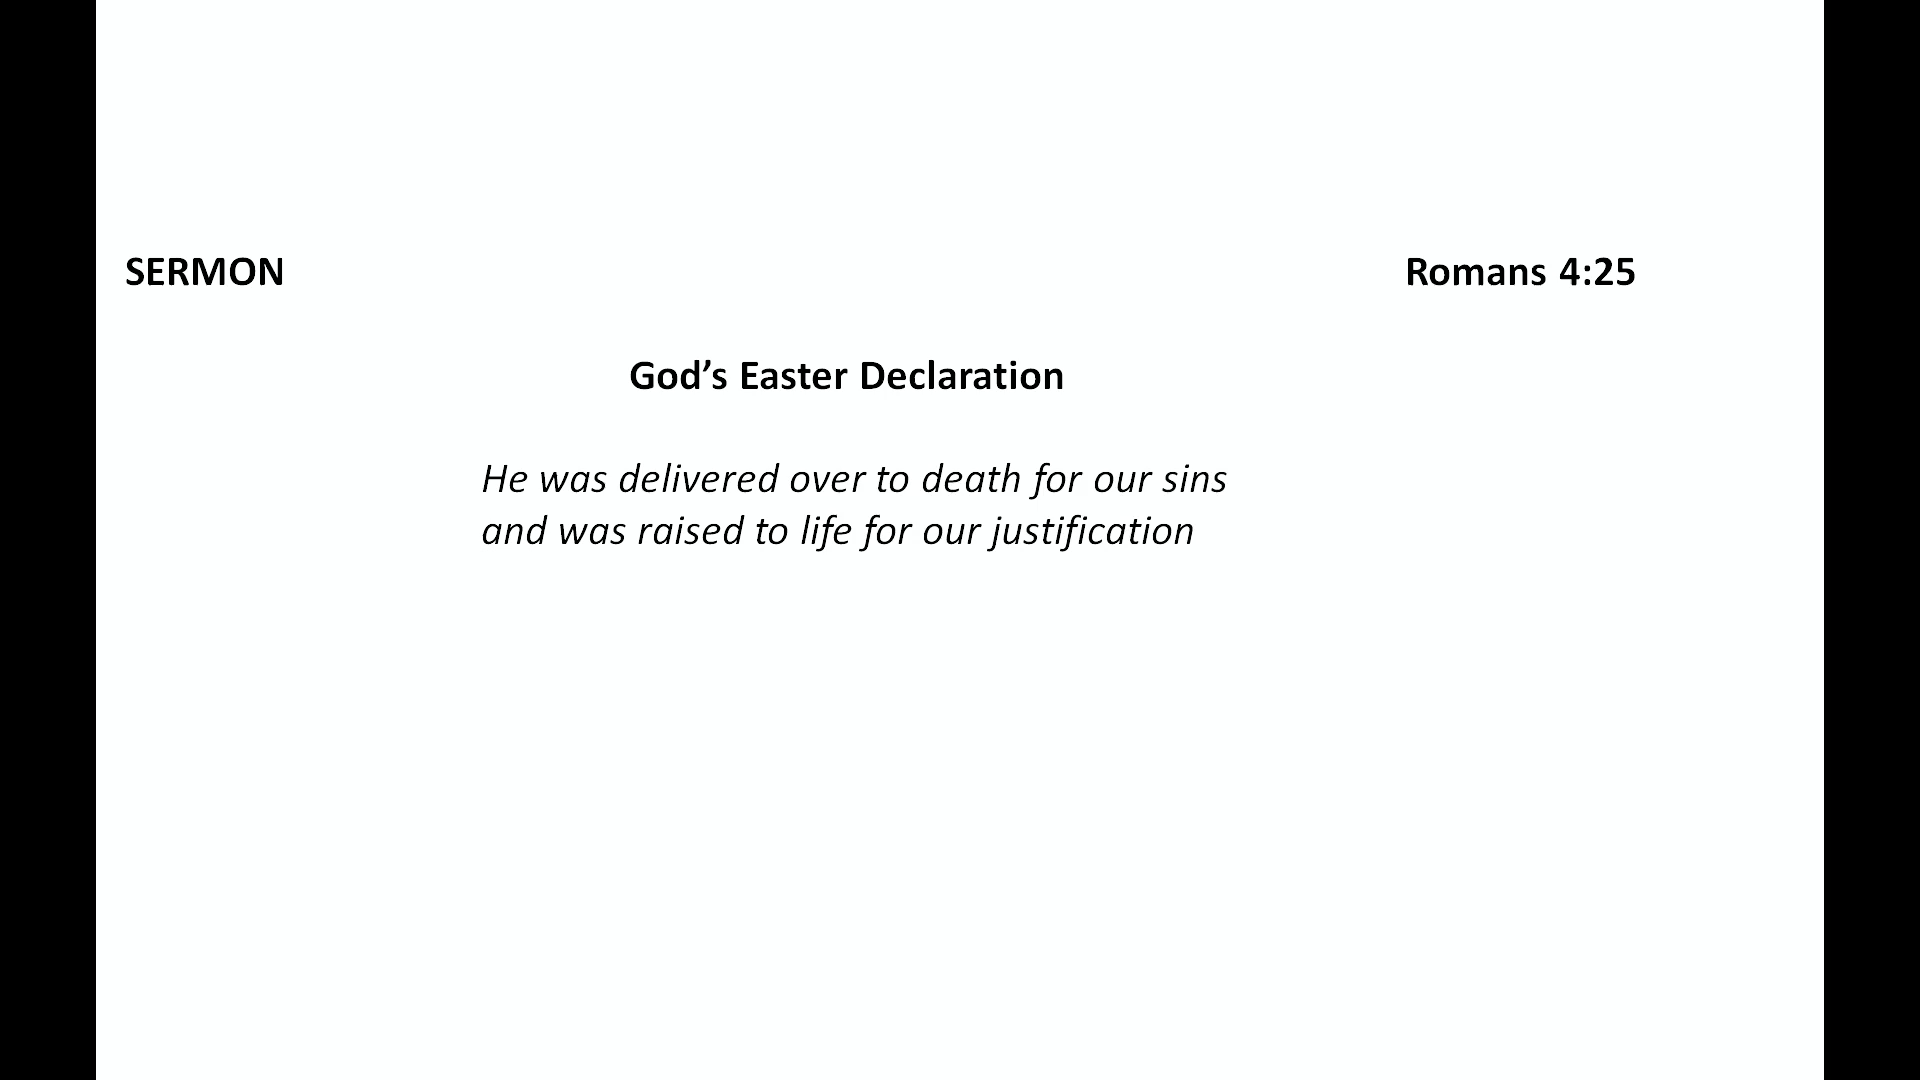 SERMON Romans 4:25
God’s Easter Declaration
He was delivered over to death for our sins
and was raised to life for our justification